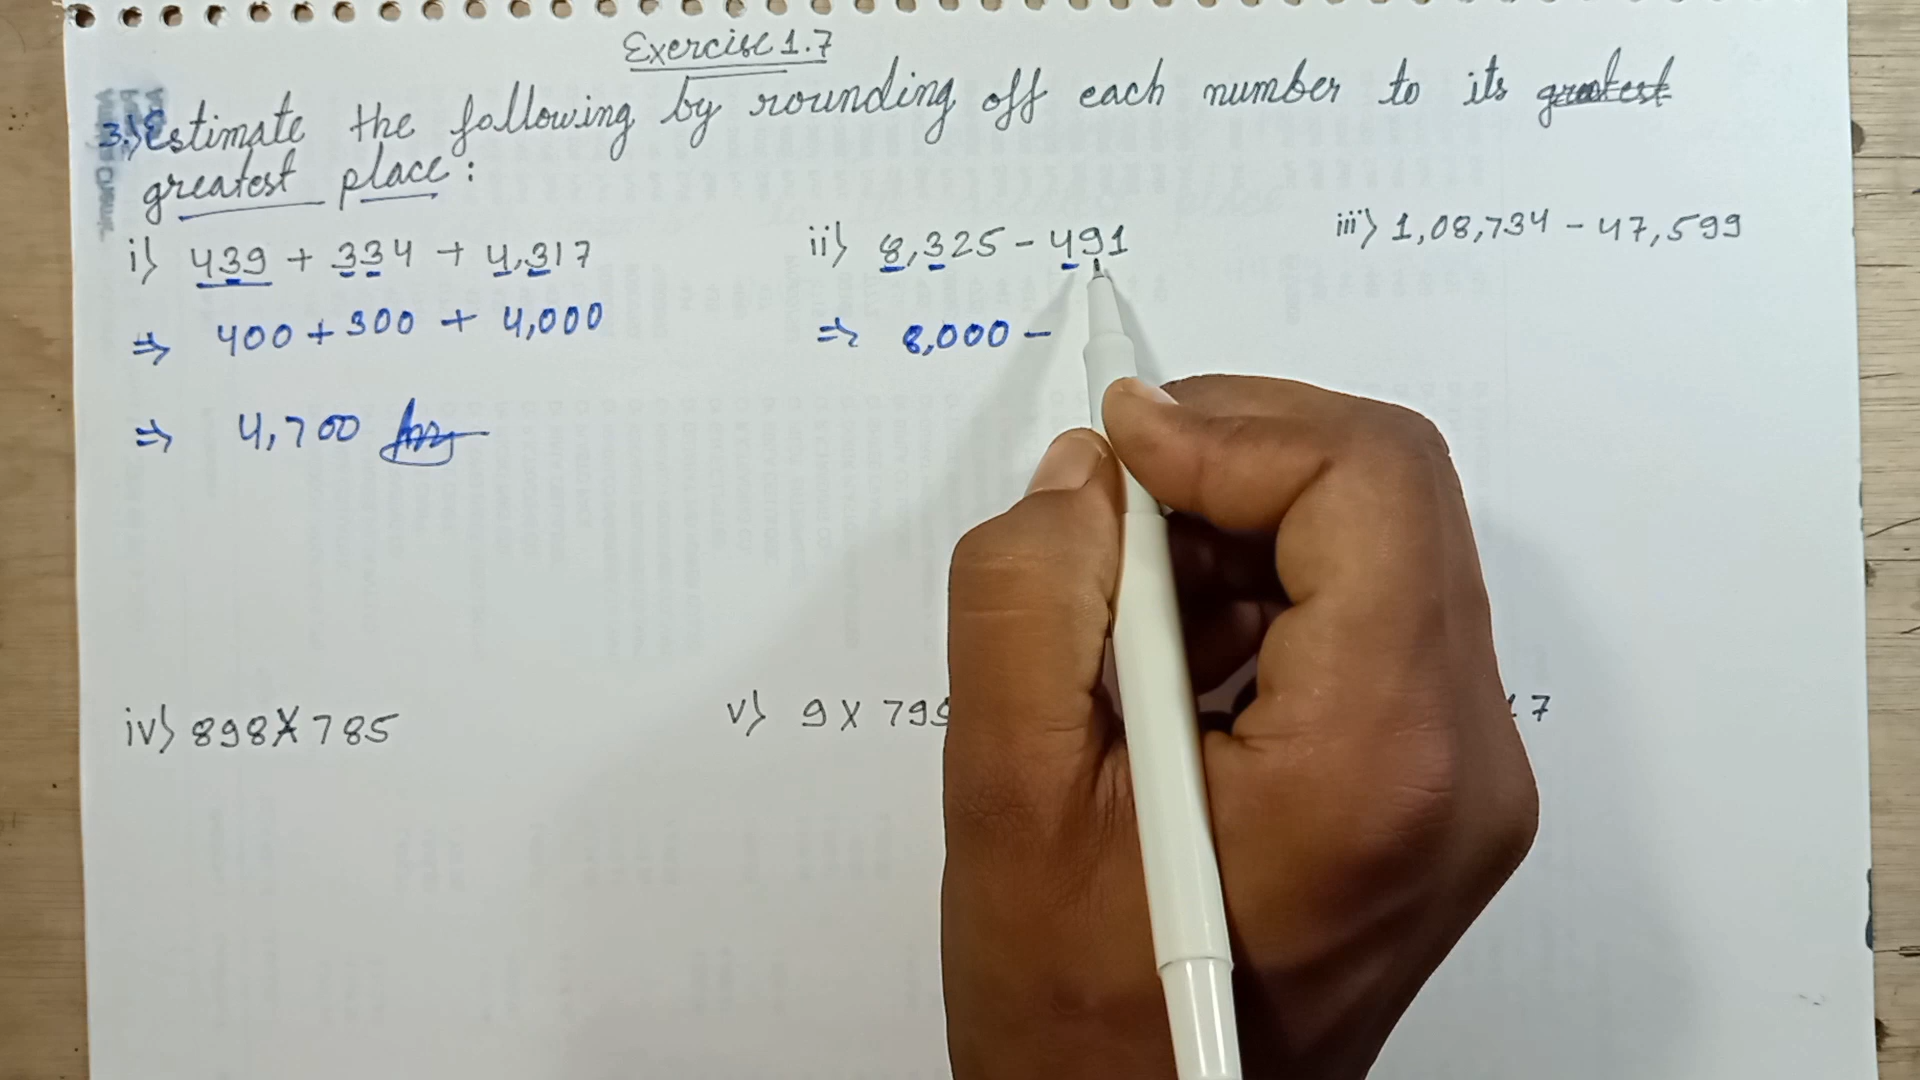 Exercise 1.7
3.) Estimate the following by rounding off each number to its greatest
greatest place:
i) 439 + 334 + 4,317
⇒ 400 + 300 + 4,000
⇒ 4,700 Ans
ii) 8,325 - 491
⇒ 8,000 -
iii) 1,08,734 - 47,599
iv) 898 X 785
v) 9 X 795
17